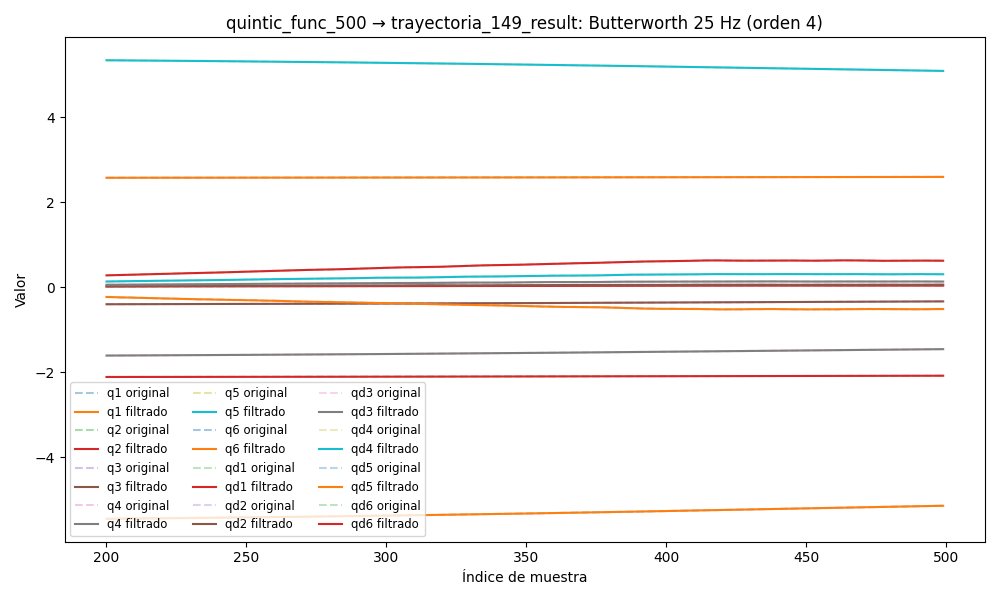 quintic_func_500 → trayectoria_149_result: Butterworth 25 Hz (orden 4)
Valor
4
2
0
−2
−4
q1 original
q1 filtrado
q2 original
q2 filtrado
q3 original
q3 filtrado
q4 original
q4 filtrado
q5 original
q5 filtrado
q6 original
q6 filtrado
qd1 original
qd1 filtrado
qd2 original
qd2 filtrado
qd3 original
qd3 filtrado
qd4 original
qd4 filtrado
qd5 original
qd5 filtrado
qd6 original
qd6 filtrado
200
250
300
350
400
450
500
Índice de muestra